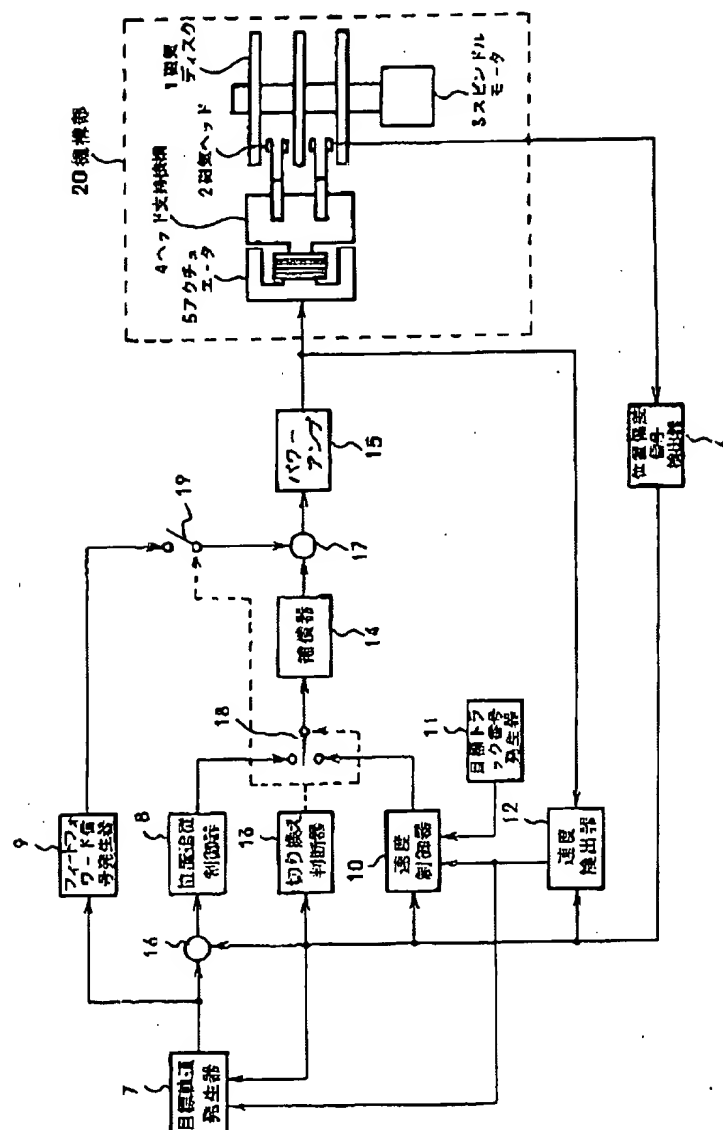 20機構部
1磁気
ディスク
2磁気ヘッド
4ヘッド支持機構
5アクチュ
エータ
3スピンドル
モータ
パワー
アンプ
15
19
17
補償器
14
18
9
フィードフォ
ワード信
号発生器
8
位置追従
制御器
13
切り換え
判断器
10
速度
制御器
11
目標トラ
ック番号
発生器
12
速度
検出器
16
7
目標軌道
発生器
位置偏差
信号
検出器